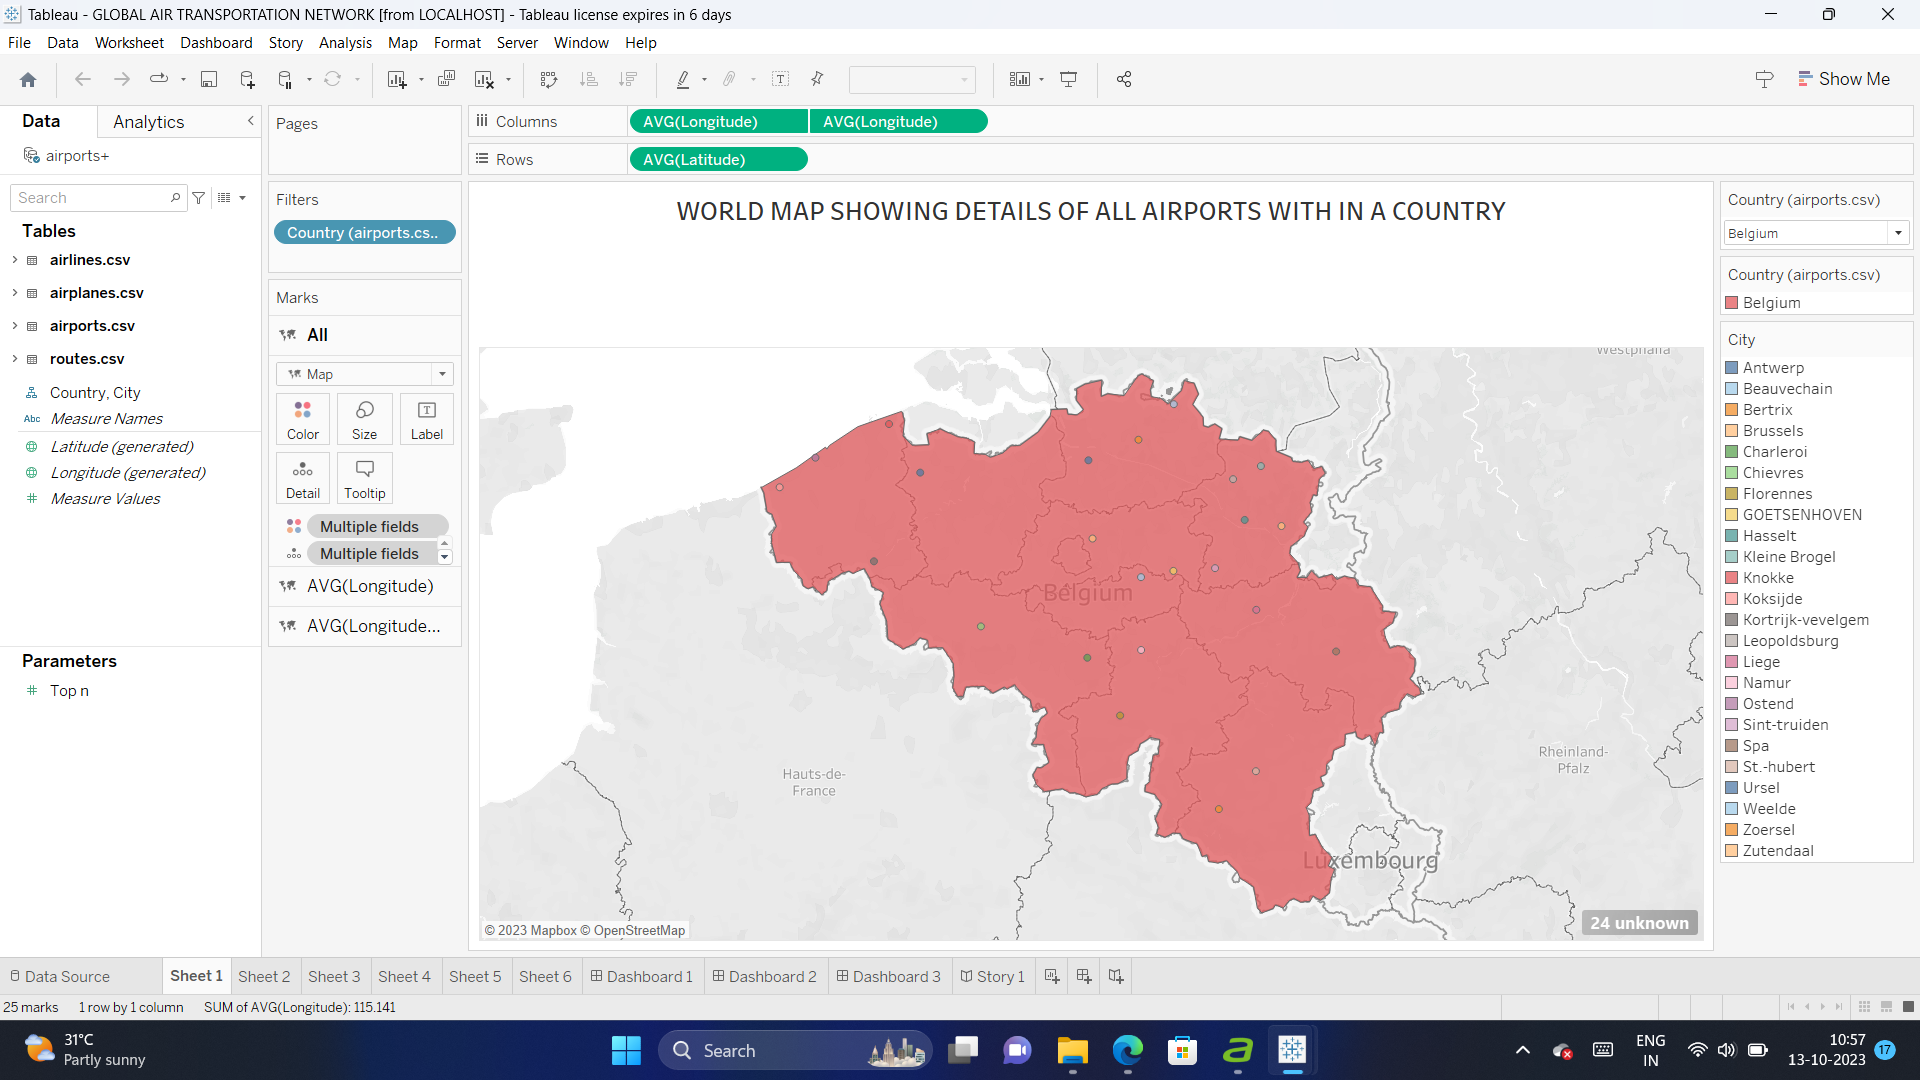 Tableau - GLOBAL AIR TRANSPORTATION NETWORK [from LOCALHOST] - Tableau license expires in 6 days
File Data Worksheet Dashboard Story Analysis Map Format Server Window Help
Show Me
Data Analytics
airports+
Search
Tables
airlines.csv
airplanes.csv
airports.csv
routes.csv
Country, City
Abc Measure Names
Latitude (generated)
Longitude (generated)
Measure Values
Parameters
Top n
Pages
Filters
Country (airports.cs..
Marks
All
Map
Color Size Label
Detail Tooltip
Multiple fields
Multiple fields
AVG(Longitude)
AVG(Longitude...
Columns AVG(Longitude) AVG(Longitude)
Rows AVG(Latitude)
WORLD MAP SHOWING DETAILS OF ALL AIRPORTS WITH IN A COUNTRY
Westphalia
Belgium
Hauts-de-
France
Rheinland-
Pfalz
Luxembourg
© 2023 Mapbox © OpenStreetMap
24 unknown
Country (airports.csv)
Belgium
Country (airports.csv)
Belgium
City
Antwerp
Beauvechain
Bertrix
Brussels
Charleroi
Chievres
Florennes
GOETSENHOVEN
Hasselt
Kleine Brogel
Knokke
Koksijde
Kortrijk-vevelgem
Leopoldsburg
Liege
Namur
Ostend
Sint-truiden
Spa
St.-hubert
Ursel
Weelde
Zoersel
Zutendaal
Data Source Sheet 1 Sheet 2 Sheet 3 Sheet 4 Sheet 5 Sheet 6 Dashboard 1 Dashboard 2 Dashboard 3 Story 1
25 marks 1 row by 1 column SUM of AVG(Longitude): 115.141
31°C
Partly sunny
Search
ENG
IN
10:57
13-10-2023
17